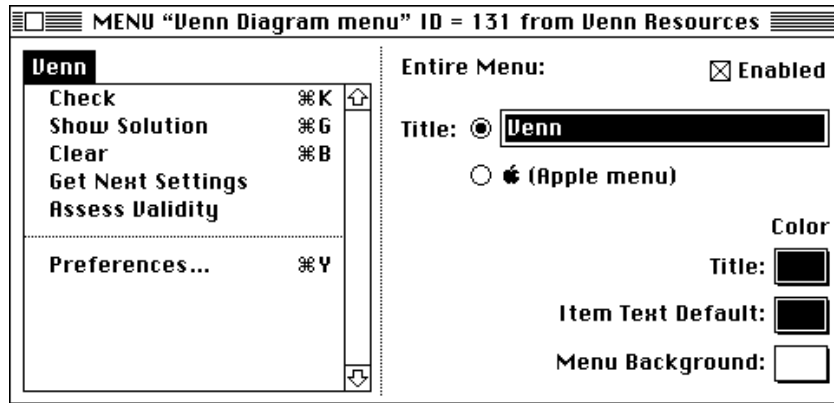 MENU “Venn Diagram menu” ID = 131 from Venn Resources
Venn
Check ⌘K
Show Solution ⌘G
Clear ⌘B
Get Next Settings
Assess Validity
Preferences... ⌘Y
Entire Menu: Enabled
Title: Venn
(Apple menu)
Color
Title:
Item Text Default:
Menu Background: